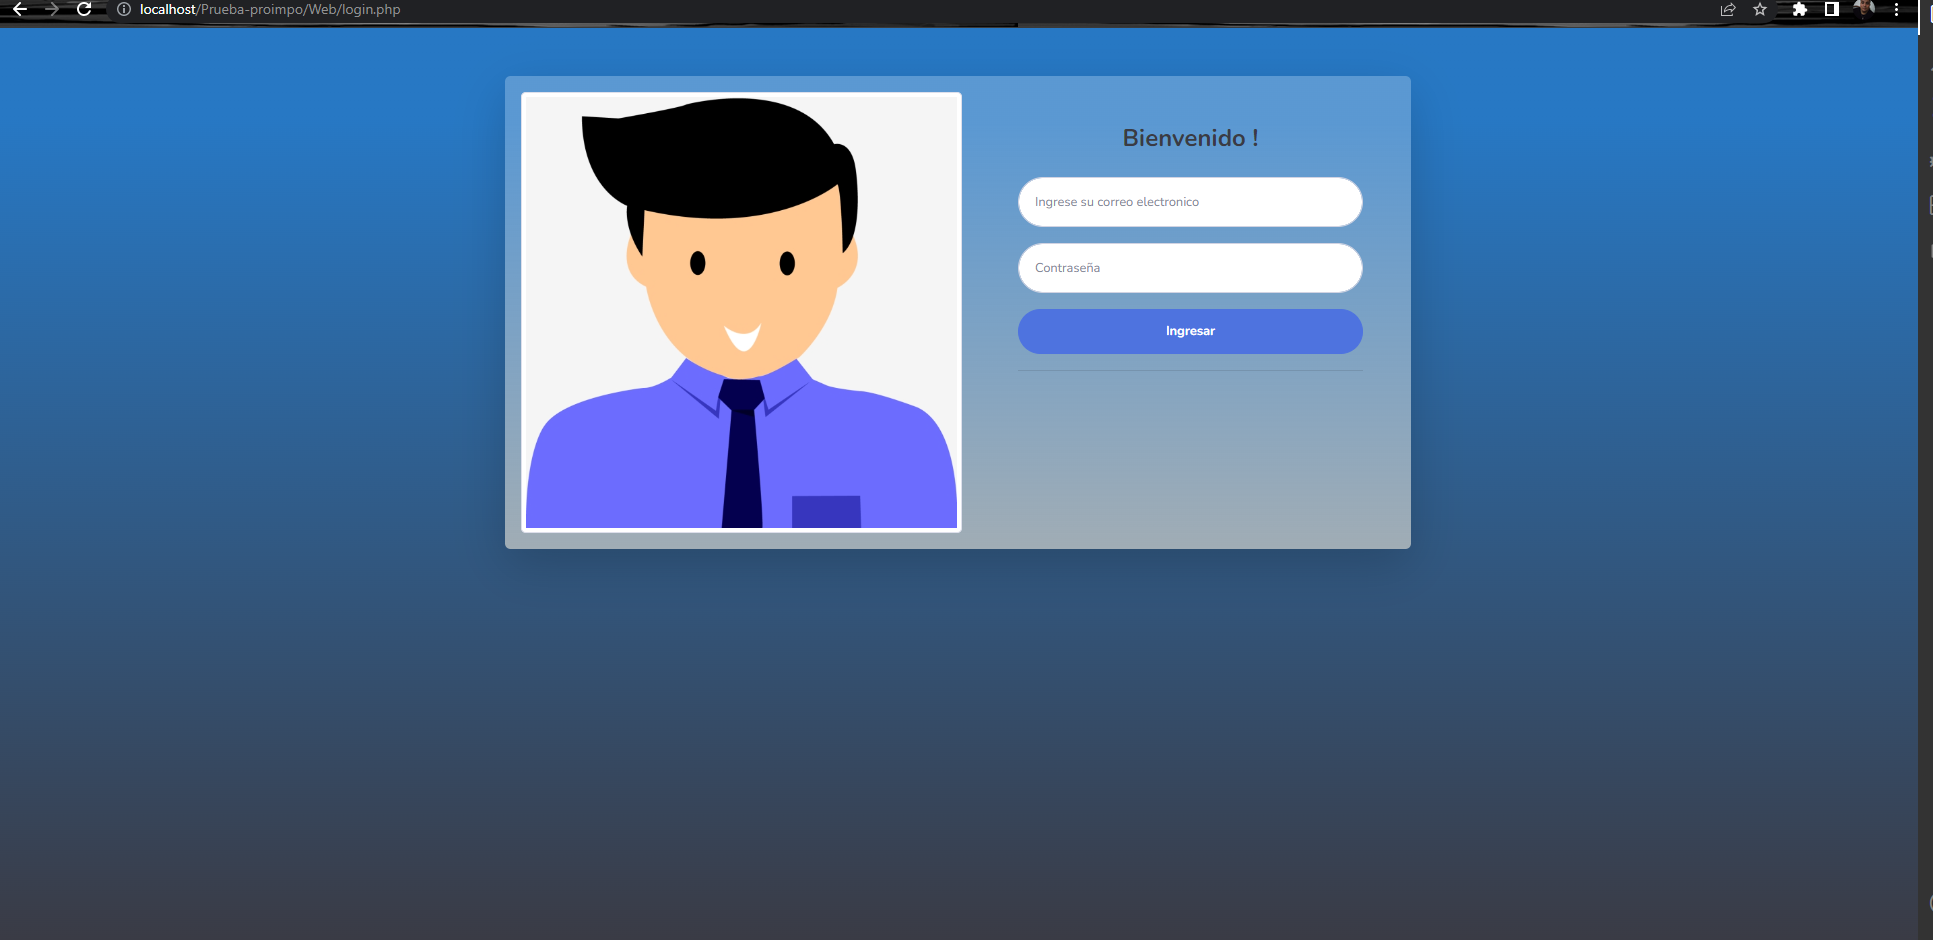 localhost/Prueba-proimpo/Web/login.php
Bienvenido !
Ingrese su correo electronico
Contraseña
Ingresar